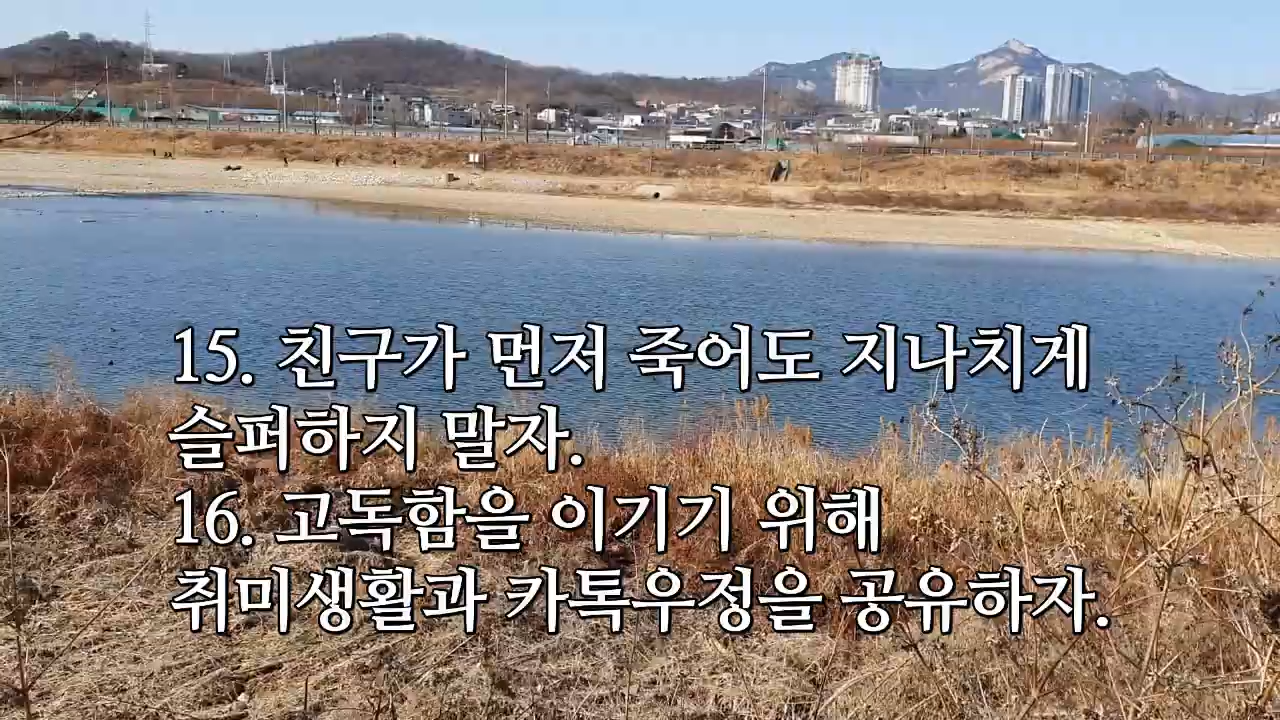 15. 친구가 먼저 죽어도 지나치게
슬퍼하지 말자.
16. 고독함을 이기기 위해
취미생활과 카톡우정을 공유하자.